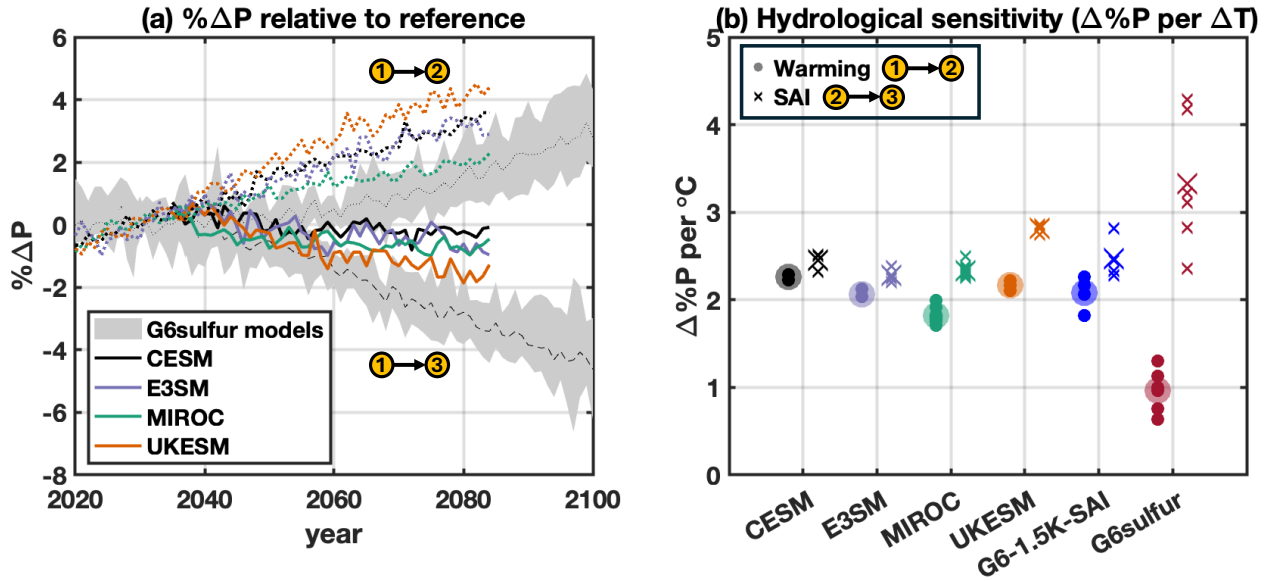 (a) %ΔP relative to reference
%ΔP
6
4
2
0
-2
-4
-6
-8
2020
2040
2060
2080
2100
year
1 → 2
1 → 3
G6sulfur models
CESM
E3SM
MIROC
UKESM
(b) Hydrological sensitivity (Δ%P per ΔT)
Δ%P per °C
5
4
3
2
1
0
Warming 1 → 2
× SAI 2 → 3
CESM
E3SM
MIROC
UKESM
G6-1.5K-SAI
G6sulfur